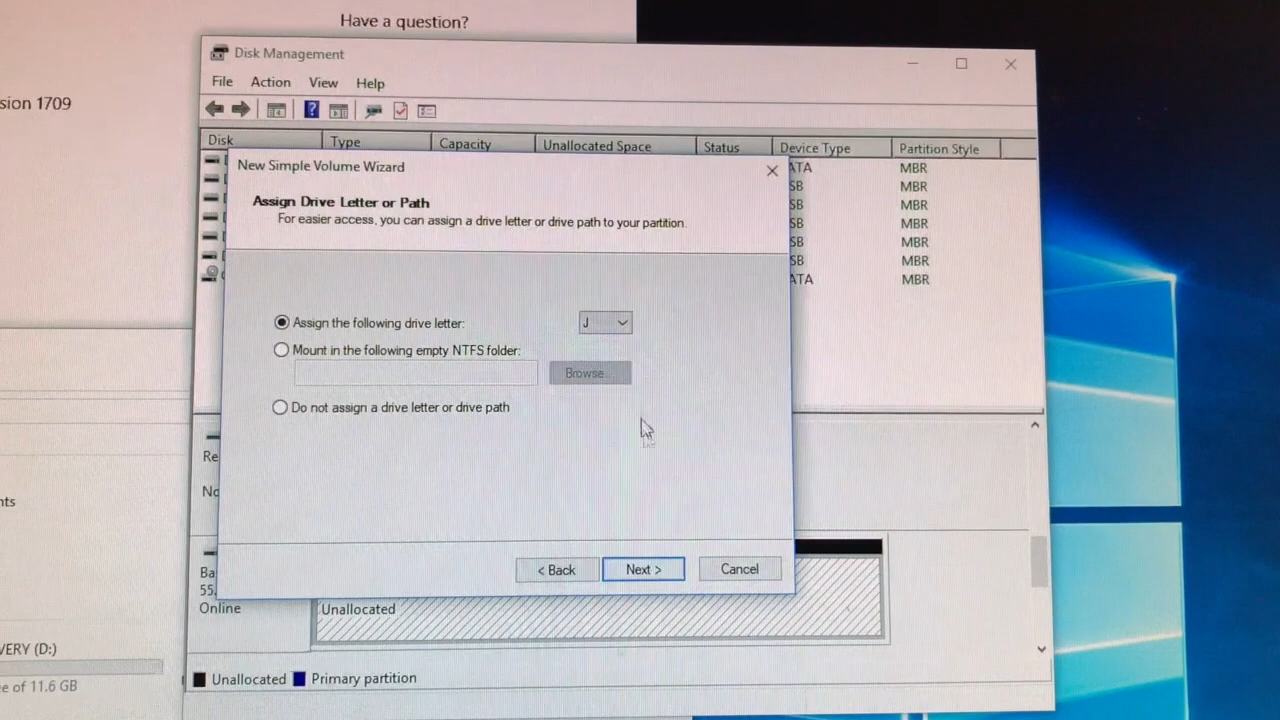 Have a question?
sion 1709
Disk Management
File Action View Help
Disk Type Capacity Unallocated Space Status Device Type Partition Style
New Simple Volume Wizard
Assign Drive Letter or Path
For easier access, you can assign a drive letter or drive path to your partition.
ATA MBR
SB MBR
SB MBR
SB MBR
SB MBR
SB MBR
ATA MBR
Assign the following drive letter: J
Mount in the following empty NTFS folder:
Browse...
Do not assign a drive letter or drive path
Re
No
nts
< Back Next > Cancel
Ba
55.
Online
Unallocated
VERY (D:)
e of 11.6 GB
Unallocated Primary partition